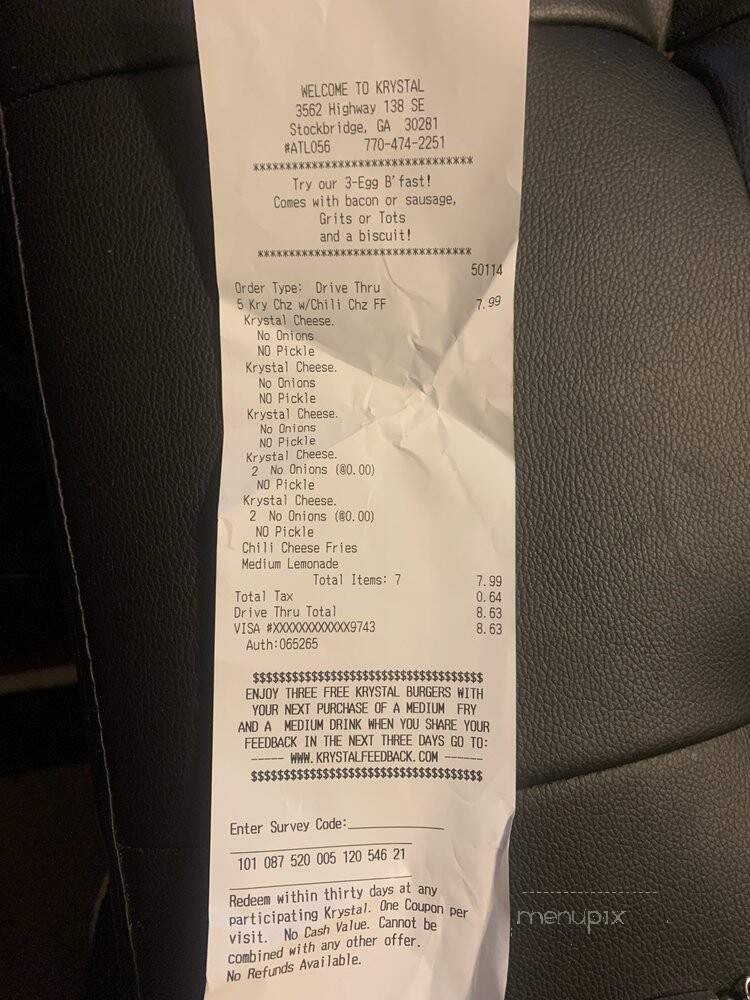 WELCOME TO KRYSTAL
3562 Highway 138 SE
Stockbridge, GA 30281
#ATL056 770-474-2251
**********************************
Try our 3-Egg B'fast!
Comes with bacon or sausage,
Grits or Tots
and a biscuit!
**********************************
50114
Order Type: Drive Thru
5 Kry Chz w/Chili Chz FF 7.99
Krystal Cheese.
No Onions
NO Pickle
Krystal Cheese.
No Onions
NO Pickle
Krystal Cheese.
No Onions
NO Pickle
Krystal Cheese.
2 No Onions (@0.00)
NO Pickle
Krystal Cheese.
2 No Onions (@0.00)
NO Pickle
Chili Cheese Fries
Medium Lemonade
Total Items: 7 7.99
Total Tax 0.64
Drive Thru Total 8.63
VISA #XXXXXXXXXXXX9743 8.63
Auth:065265
$$$$$$$$$$$$$$$$$$$$$$$$$$$$$$$$$$$
ENJOY THREE FREE KRYSTAL BURGERS WITH
YOUR NEXT PURCHASE OF A MEDIUM FRY
AND A MEDIUM DRINK WHEN YOU SHARE YOUR
FEEDBACK IN THE NEXT THREE DAYS GO TO:
----- WWW.KRYSTALFEEDBACK.COM ------
$$$$$$$$$$$$$$$$$$$$$$$$$$$$$$$$$$$
Enter Survey Code:______________
101 087 520 005 120 546 21
Redeem within thirty days at any
participating Krystal. One Coupon per
visit. No Cash Value. Cannot be
combined with any other offer.
No Refunds Available.
menupix